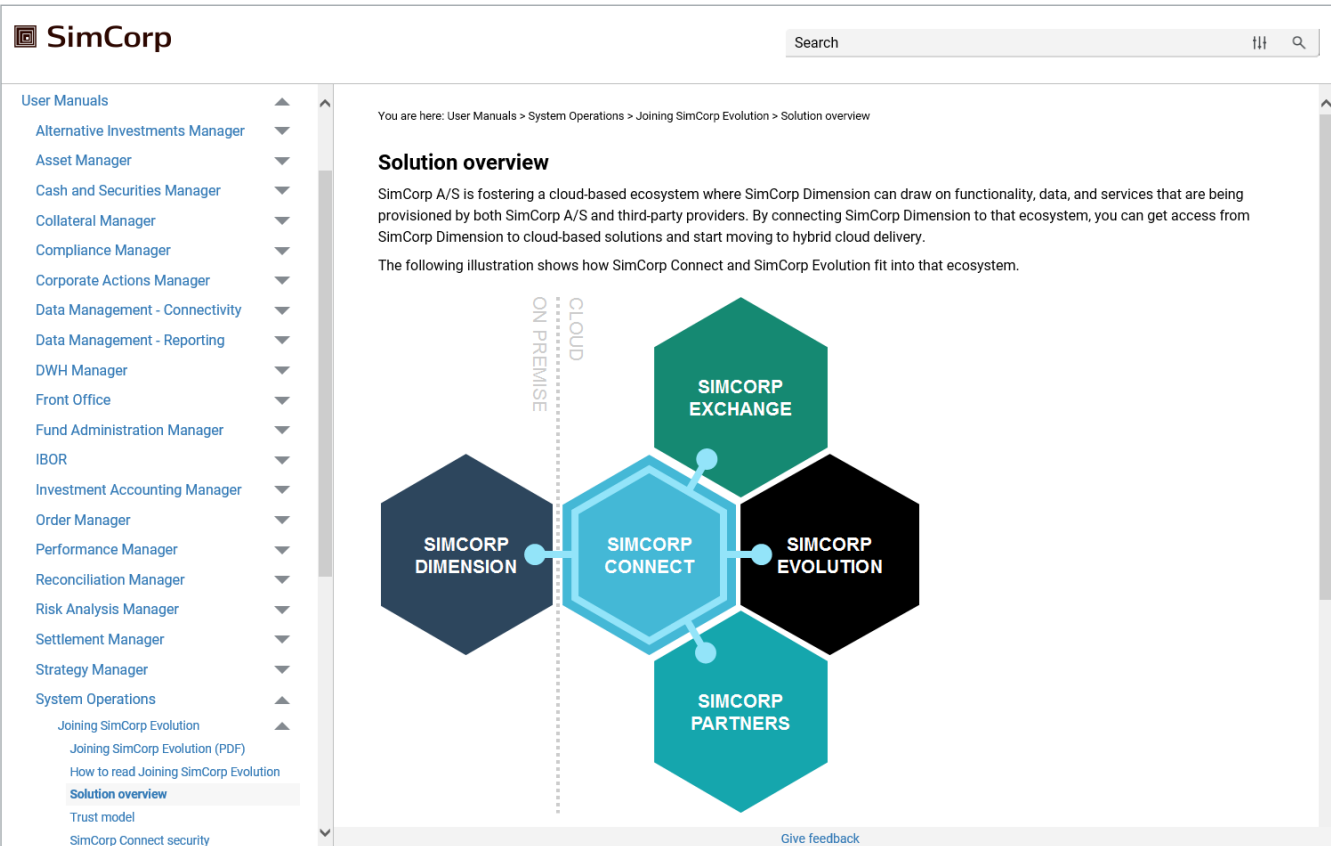 SimCorp
Search
User Manuals
Alternative Investments Manager
Asset Manager
Cash and Securities Manager
Collateral Manager
Compliance Manager
Corporate Actions Manager
Data Management - Connectivity
Data Management - Reporting
DWH Manager
Front Office
Fund Administration Manager
IBOR
Investment Accounting Manager
Order Manager
Performance Manager
Reconciliation Manager
Risk Analysis Manager
Settlement Manager
Strategy Manager
System Operations
Joining SimCorp Evolution
Joining SimCorp Evolution (PDF)
How to read Joining SimCorp Evolution
Solution overview
Trust model
SimCorp Connect security
You are here: User Manuals > System Operations > Joining SimCorp Evolution > Solution overview
Solution overview
SimCorp A/S is fostering a cloud-based ecosystem where SimCorp Dimension can draw on functionality, data, and services that are being
provisioned by both SimCorp A/S and third-party providers. By connecting SimCorp Dimension to that ecosystem, you can get access from
SimCorp Dimension to cloud-based solutions and start moving to hybrid cloud delivery.
The following illustration shows how SimCorp Connect and SimCorp Evolution fit into that ecosystem.
ON PREMISE
CLOUD
SIMCORP
EXCHANGE
SIMCORP
DIMENSION
SIMCORP
CONNECT
SIMCORP
EVOLUTION
SIMCORP
PARTNERS
Give feedback